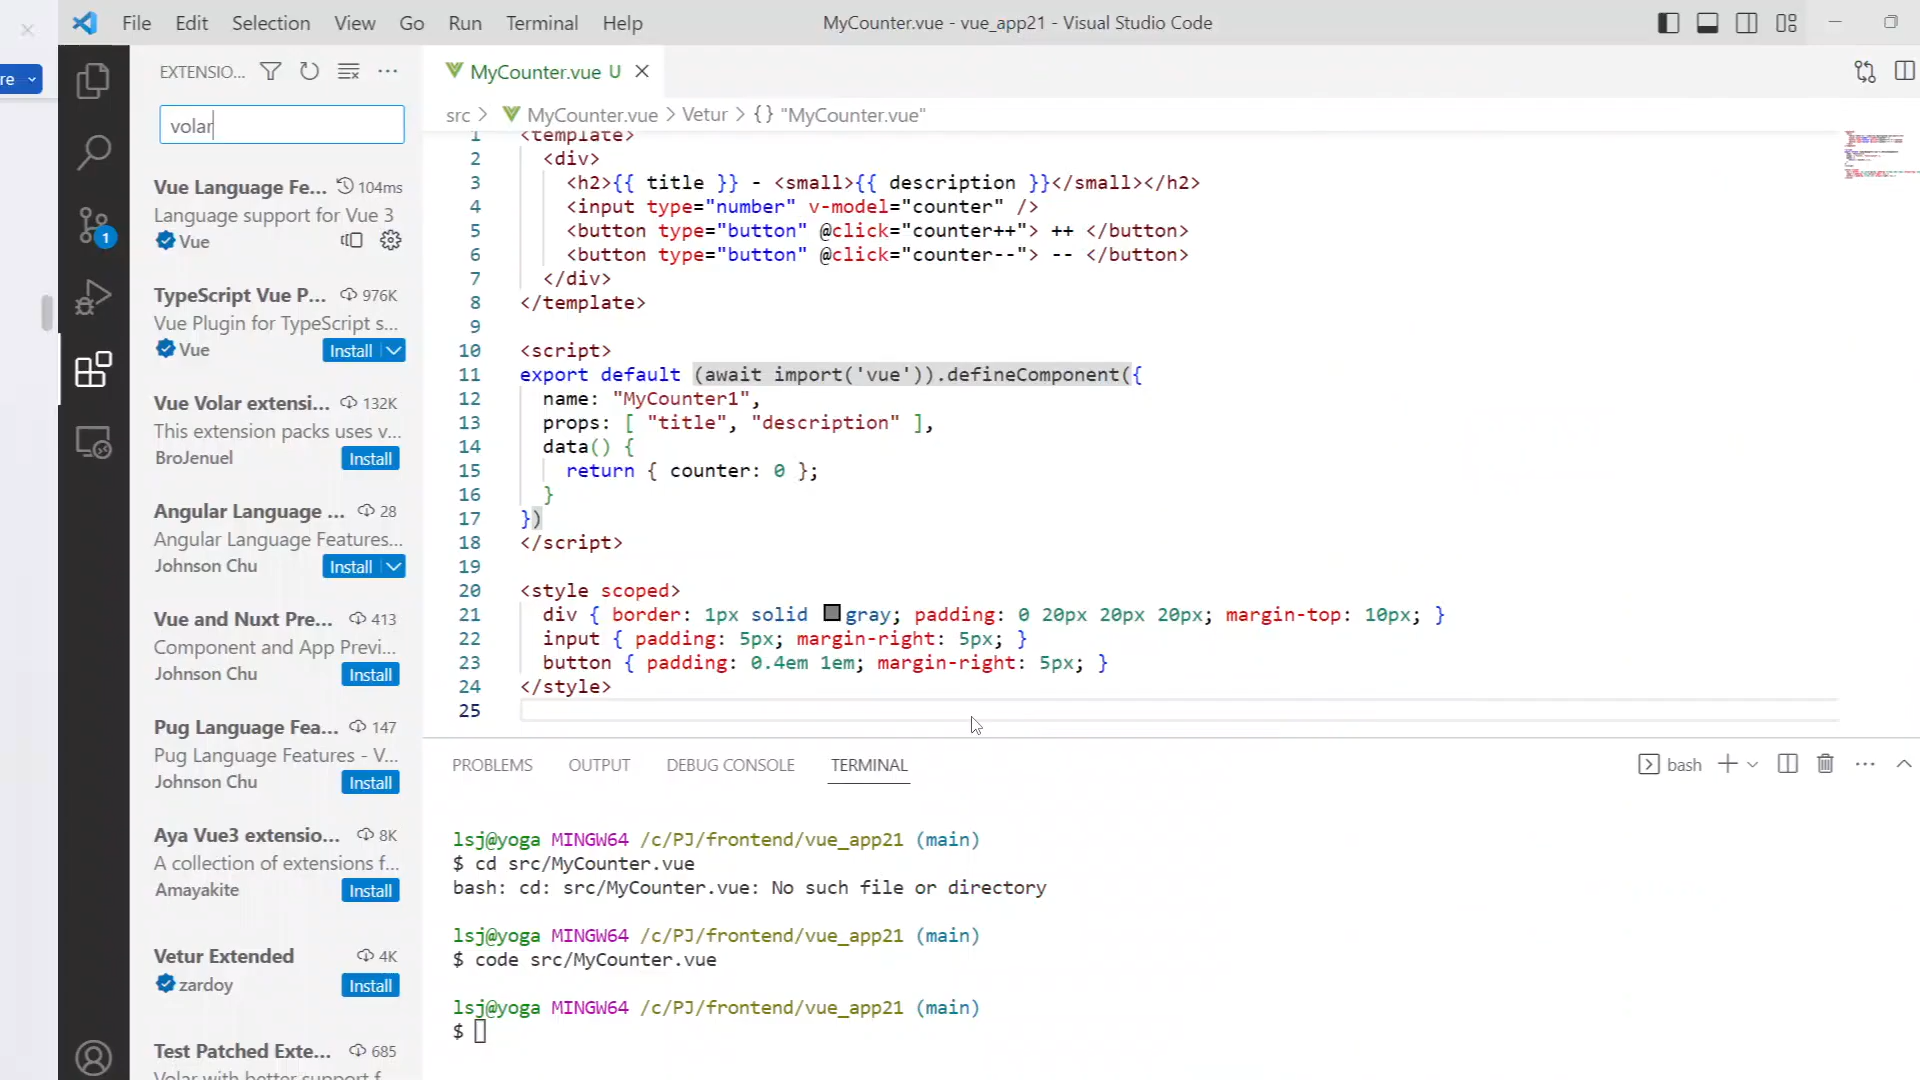 File Edit Selection View Go Run Terminal Help
MyCounter.vue - vue_app21 - Visual Studio Code
re
EXTENSIO...
volar
Vue Language Fe... 104ms
Language support for Vue 3
Vue
TypeScript Vue P... 976K
Vue Plugin for TypeScript s...
Vue Install
Vue Volar extensi... 132K
This extension packs uses v...
BroJenuel Install
Angular Language ... 28
Angular Language Features...
Johnson Chu Install
Vue and Nuxt Pre... 413
Component and App Previ...
Johnson Chu Install
Pug Language Fea... 147
Pug Language Features - V...
Johnson Chu Install
Aya Vue3 extensio... 8K
A collection of extensions f...
Amayakite Install
Vetur Extended 4K
zardoy Install
Test Patched Exte... 685
Volar with better support f...
1
MyCounter.vue U
src > MyCounter.vue > Vetur > {} "MyCounter.vue"
1 <template>
2 <div>
3 <h2>{{ title }} - <small>{{ description }}</small></h2>
4 <input type="number" v-model="counter" />
5 <button type="button" @click="counter++"> ++ </button>
6 <button type="button" @click="counter--"> -- </button>
7 </div>
8 </template>
9
10 <script>
11 export default (await import('vue')).defineComponent({
12 name: "MyCounter1",
13 props: [ "title", "description" ],
14 data() {
15 return { counter: 0 };
16 }
17 })
18 </script>
19
20 <style scoped>
21 div { border: 1px solid gray; padding: 0 20px 20px 20px; margin-top: 10px; }
22 input { padding: 5px; margin-right: 5px; }
23 button { padding: 0.4em 1em; margin-right: 5px; }
24 </style>
25
PROBLEMS OUTPUT DEBUG CONSOLE TERMINAL
bash
lsj@yoga MINGW64 /c/PJ/frontend/vue_app21 (main)
$ cd src/MyCounter.vue
bash: cd: src/MyCounter.vue: No such file or directory
lsj@yoga MINGW64 /c/PJ/frontend/vue_app21 (main)
$ code src/MyCounter.vue
lsj@yoga MINGW64 /c/PJ/frontend/vue_app21 (main)
$